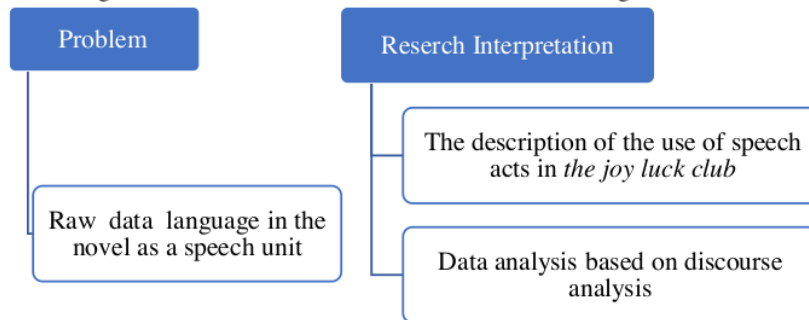 Problem
Reserch Interpretation
The description of the use of speech
acts in the joy luck club
Raw data language in the
novel as a speech unit
Data analysis based on discourse
analysis